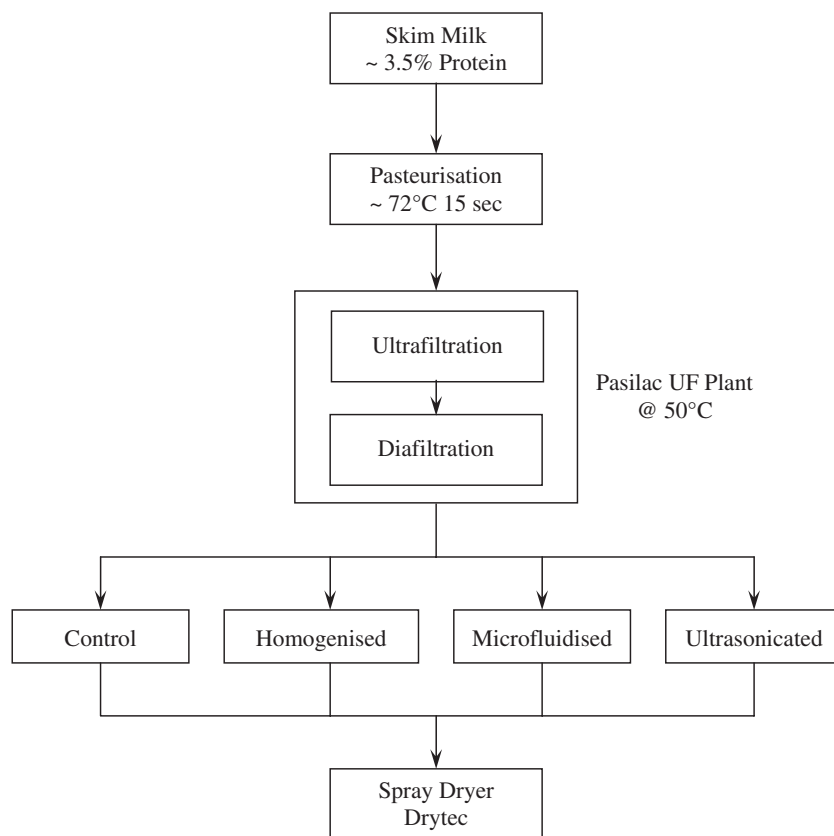 Skim Milk
~ 3.5% Protein
Pasteurisation
~ 72°C 15 sec
Ultrafiltration
Diafiltration
Pasilac UF Plant
@ 50°C
Control
Homogenised
Microfluidised
Ultrasonicated
Spray Dryer
Drytec